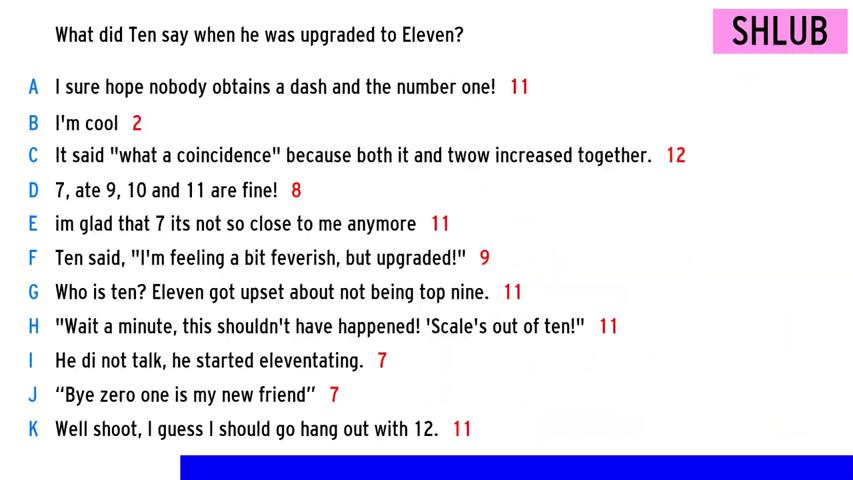 What did Ten say when he was upgraded to Eleven?
SHLUB
A I sure hope nobody obtains a dash and the number one! 11
B I'm cool 2
C It said "what a coincidence" because both it and twow increased together. 12
D 7, ate 9, 10 and 11 are fine! 8
E im glad that 7 its not so close to me anymore 11
F Ten said, "I'm feeling a bit feverish, but upgraded!" 9
G Who is ten? Eleven got upset about not being top nine. 11
H "Wait a minute, this shouldn't have happened! 'Scale's out of ten!" 11
I He di not talk, he started eleventating. 7
J “Bye zero one is my new friend” 7
K Well shoot, I guess I should go hang out with 12. 11